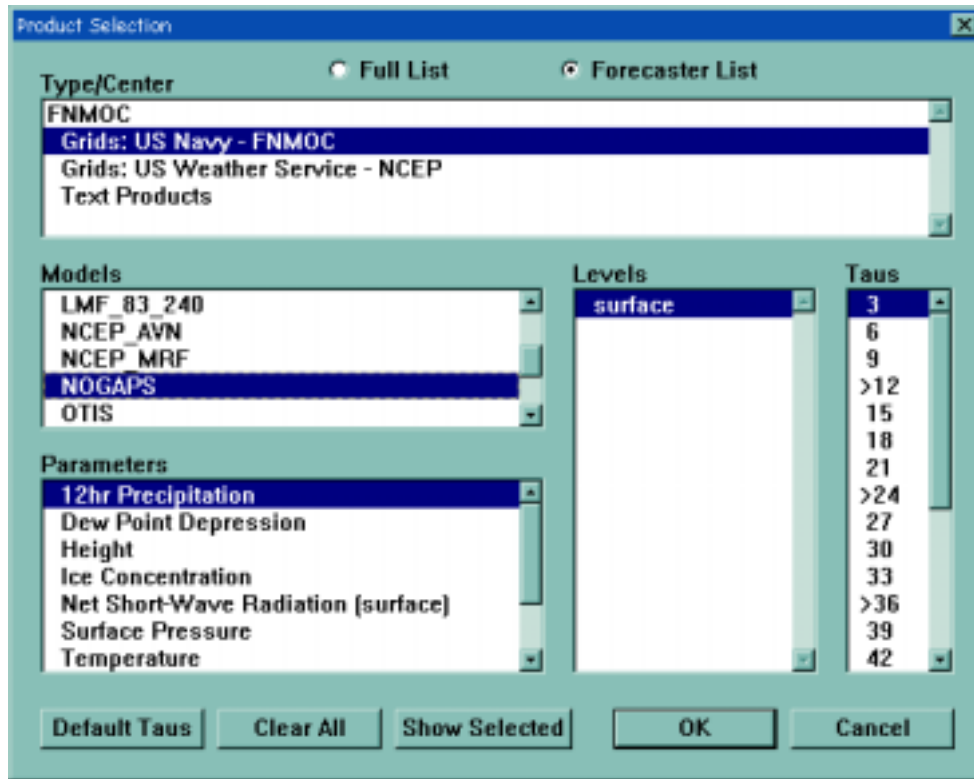 Product Selection
Full List
Forecaster List
Type/Center
FNMOC
Grids: US Navy - FNMOC
Grids: US Weather Service - NCEP
Text Products
Models
LMF_83_240
NCEP_AVN
NCEP_MRF
NOGAPS
OTIS
Levels
surface
Taus
3
6
9
>12
15
18
21
>24
27
30
33
>36
39
42
Parameters
12hr Precipitation
Dew Point Depression
Height
Ice Concentration
Net Short-Wave Radiation (surface)
Surface Pressure
Temperature
Default Taus
Clear All
Show Selected
OK
Cancel